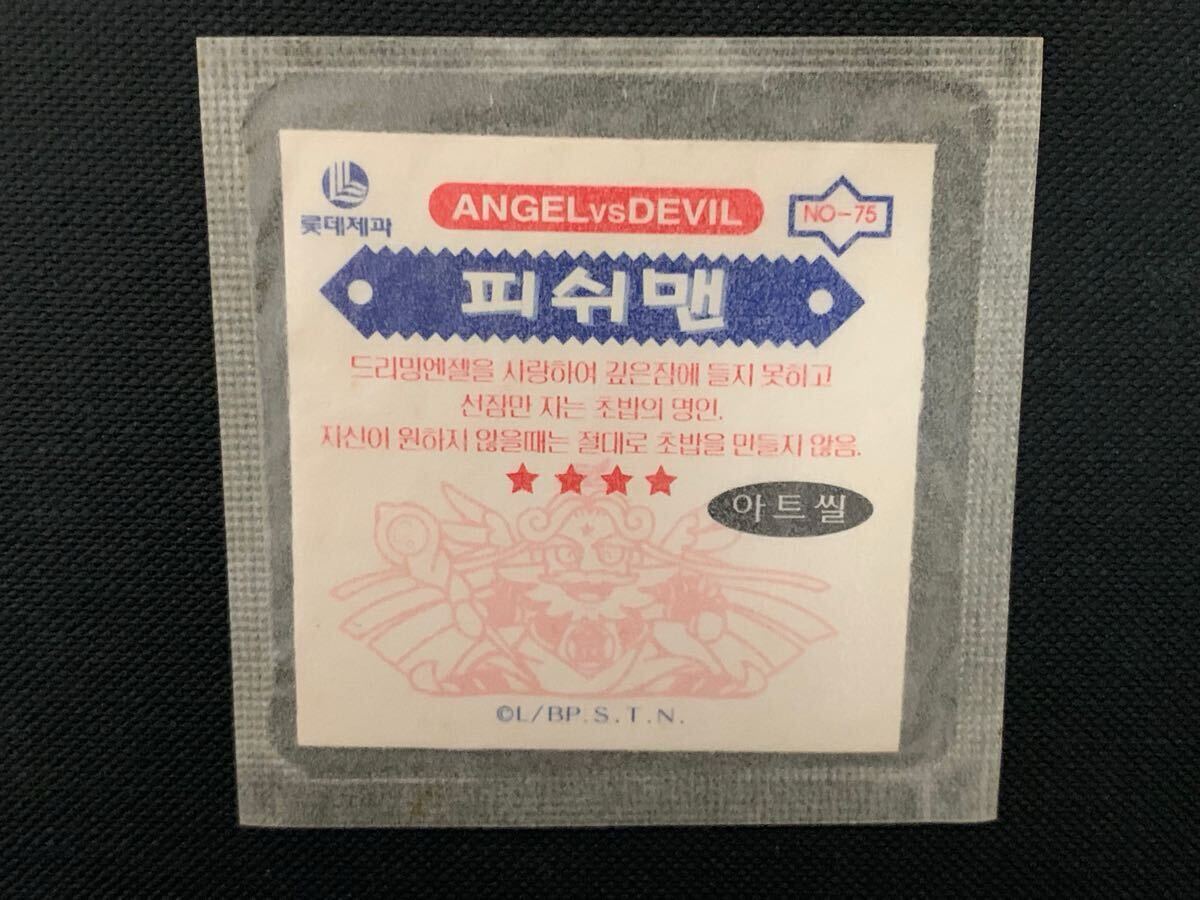 롯데제과
ANGEL vs DEVIL
NO-75
피쉬맨
드리밍엔젤을 사랑하여 깊은잠에 들지 못하고
선잠만 자는 초밥의 명인.
자신이 원하지 않을때는 절대로 초밥을 만들지 않음.
아트씰
©L/BP.S.T.N.